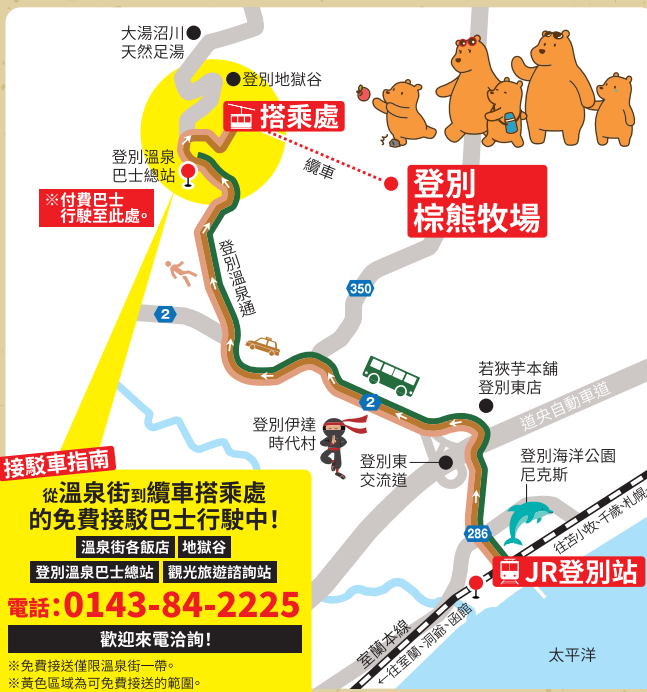 大湯沼川
天然足湯
登別地獄谷
搭乘處
登別溫泉
巴士總站
纜車
登別
棕熊牧場
※付費巴士
行駛至此處。
登別溫泉通
350
2
2
若狹芋本舖
登別東店
道央自動車道
登別伊達
時代村
登別東
交流道
登別海洋公園
尼克斯
接駁車指南
從溫泉街到纜車搭乘處
的免費接駁巴士行駛中!
溫泉街各飯店 地獄谷
登別溫泉巴士總站 觀光旅遊諮詢站
電話:0143-84-2225
歡迎來電洽詢!
※免費接送僅限溫泉街一帶。
※黃色區域為可免費接送的範圍。
286
往苫小牧、千歲、札幌→
JR登別站
室蘭本線
←往室蘭、洞爺、函館
太平洋